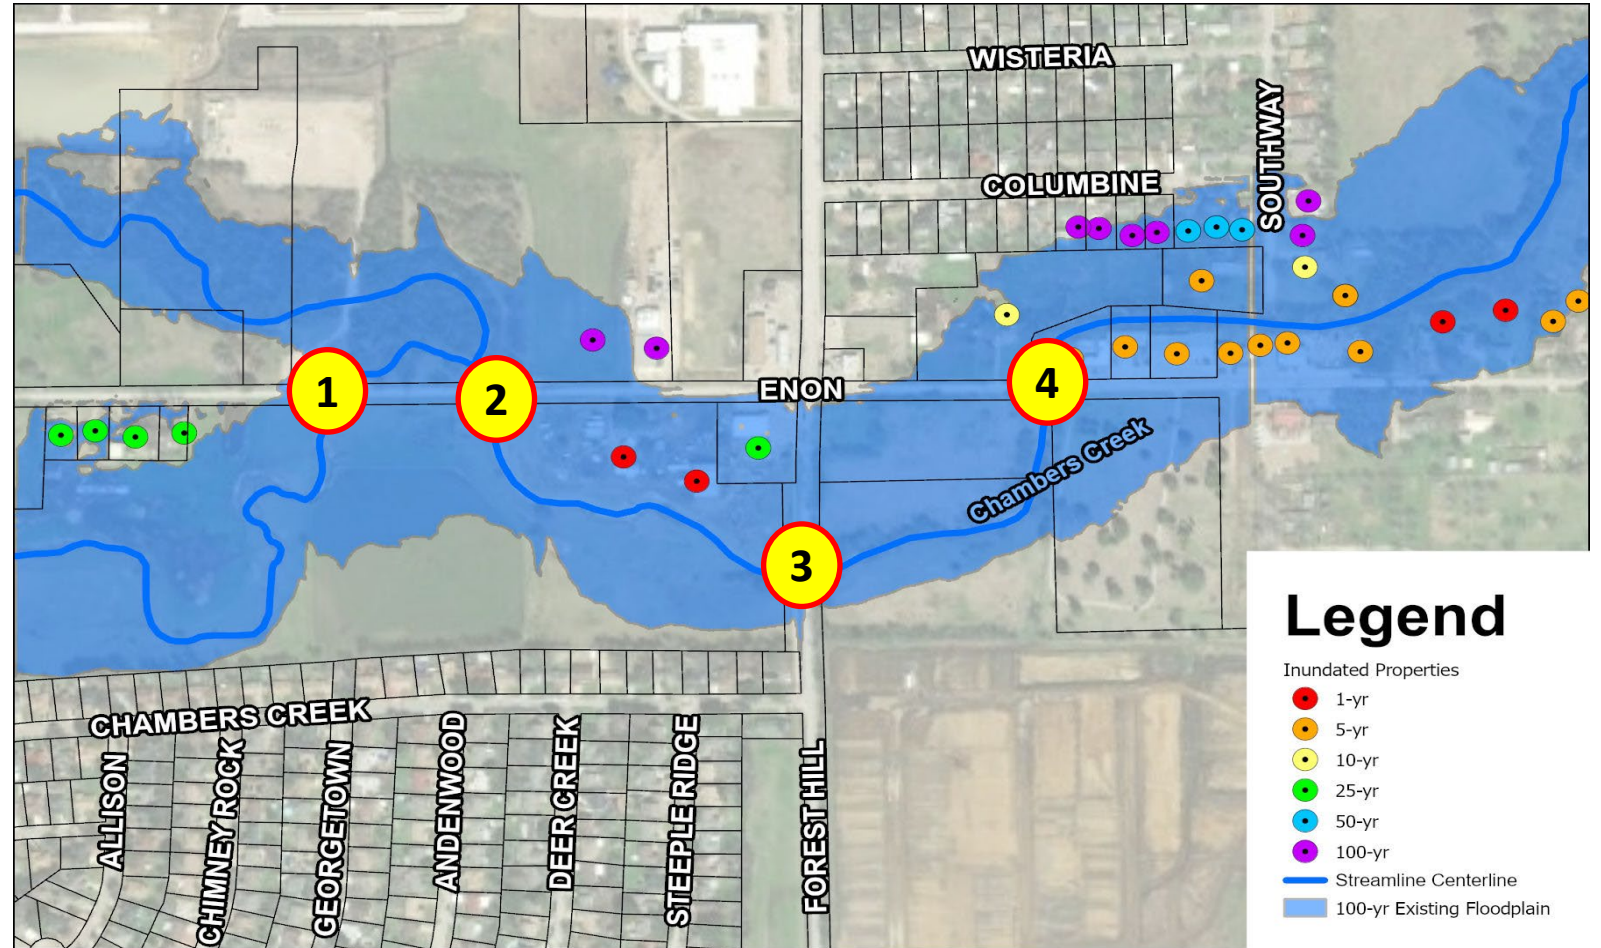 WISTERIA
SOUTHWAY
COLUMBINE
1
2
ENON
4
Chambers Creek
3
CHAMBERS CREEK
ALLISON
CHIMNEY ROCK
GEORGETOWN
ANDENWOOD
DEER CREEK
STEEPLE RIDGE
FOREST HILL
Legend
Inundated Properties
1-yr
5-yr
10-yr
25-yr
50-yr
100-yr
Streamline Centerline
100-yr Existing Floodplain